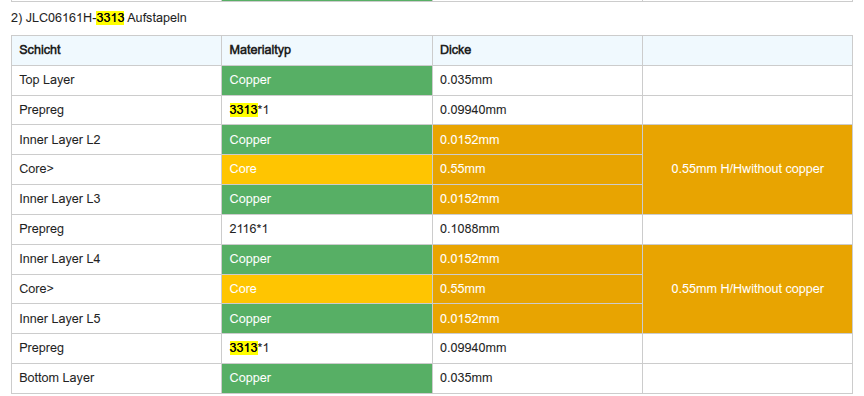 2) JLC06161H-3313 Aufstapeln
Schicht Materialtyp Dicke
Top Layer Copper 0.035mm
Prepreg 3313*1 0.09940mm
Inner Layer L2 Copper 0.0152mm
Core> Core 0.55mm 0.55mm H/Hwithout copper
Inner Layer L3 Copper 0.0152mm
Prepreg 2116*1 0.1088mm
Inner Layer L4 Copper 0.0152mm
Core> Core 0.55mm 0.55mm H/Hwithout copper
Inner Layer L5 Copper 0.0152mm
Prepreg 3313*1 0.09940mm
Bottom Layer Copper 0.035mm